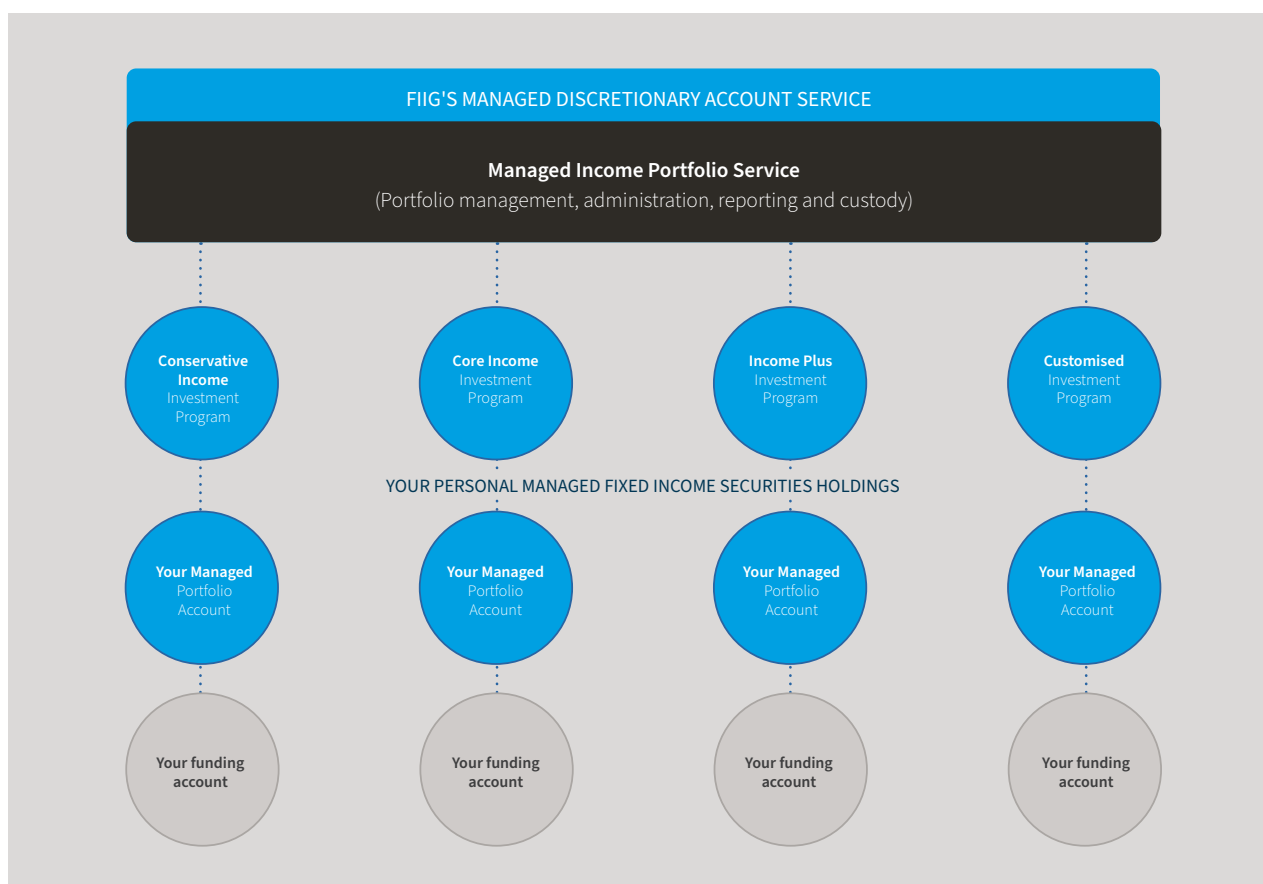 FIIG'S MANAGED DISCRETIONARY ACCOUNT SERVICE
Managed Income Portfolio Service
(Portfolio management, administration, reporting and custody)
Conservative
Income
Investment
Program
Core Income
Investment
Program
Income Plus
Investment
Program
Customised
Investment
Program
YOUR PERSONAL MANAGED FIXED INCOME SECURITIES HOLDINGS
Your Managed
Portfolio
Account
Your Managed
Portfolio
Account
Your Managed
Portfolio
Account
Your Managed
Portfolio
Account
Your funding
account
Your funding
account
Your funding
account
Your funding
account